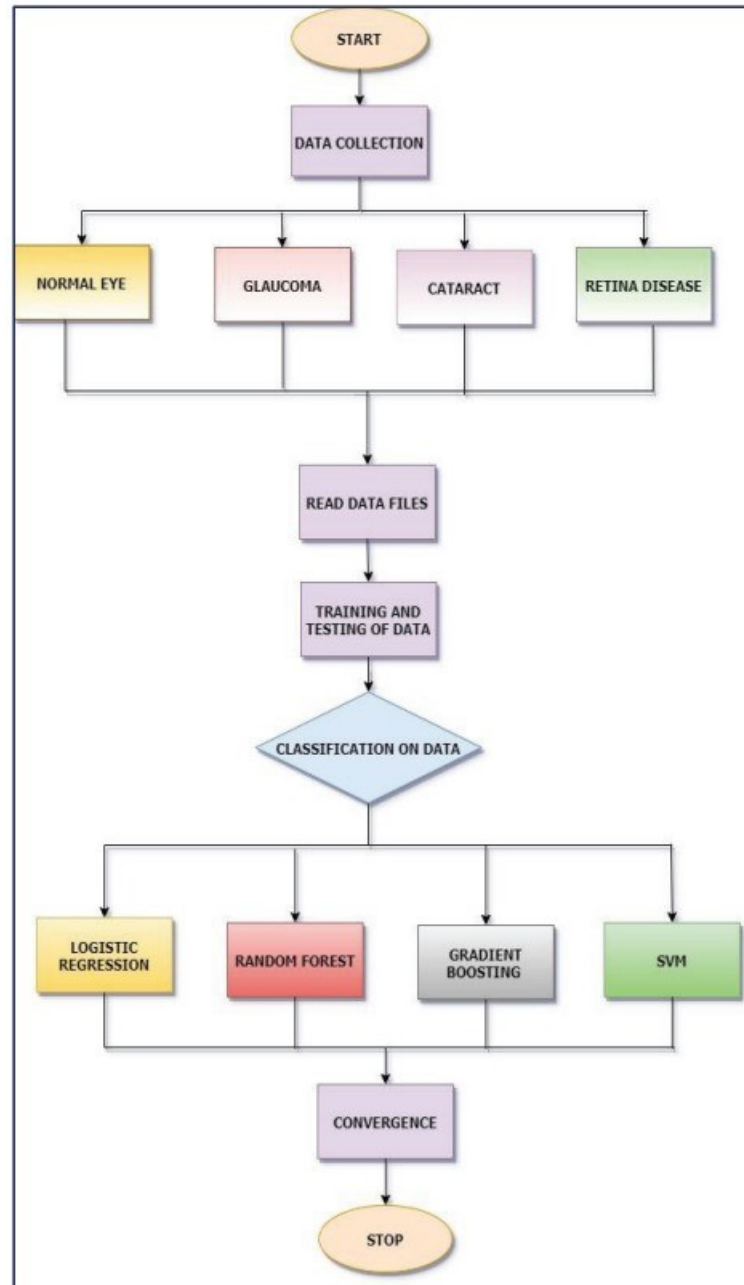 START
DATA COLLECTION
NORMAL EYE
GLAUCOMA
CATARACT
RETINA DISEASE
READ DATA FILES
TRAINING AND
TESTING OF DATA
CLASSIFICATION ON DATA
LOGISTIC
REGRESSION
RANDOM FOREST
GRADIENT
BOOSTING
SVM
CONVERGENCE
STOP